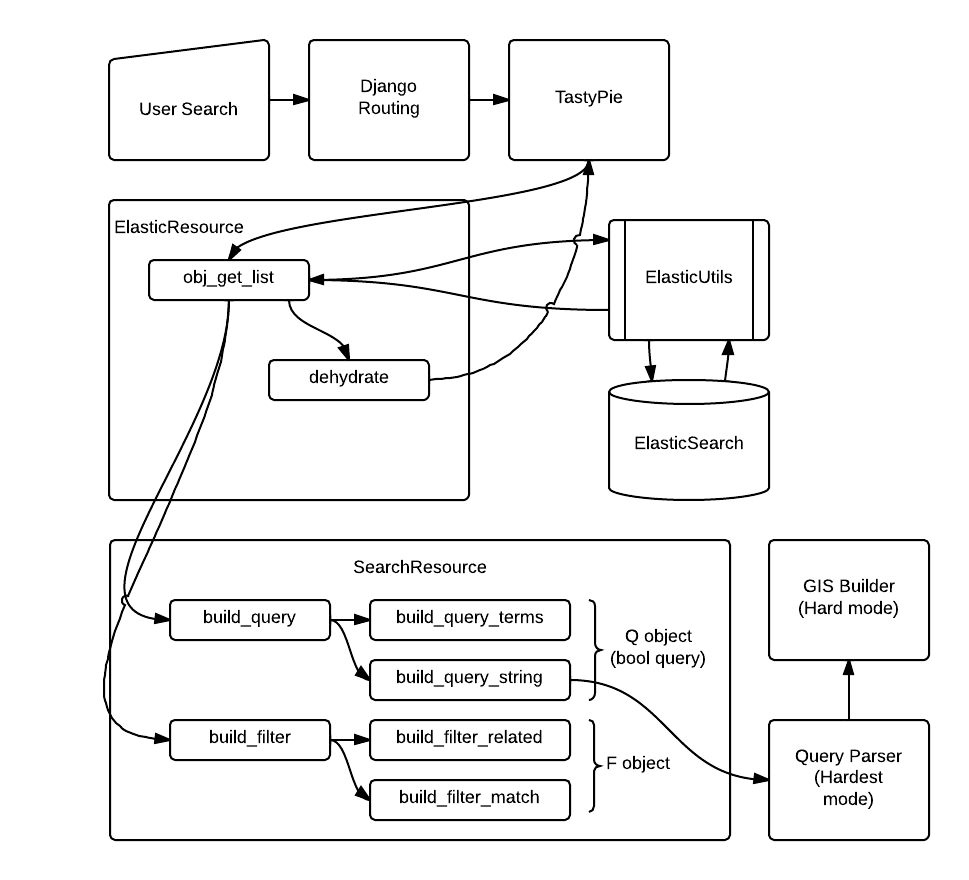 User Search
Django
Routing
TastyPie
ElasticResource
obj_get_list
dehydrate
ElasticUtils
ElasticSearch
SearchResource
build_query
build_query_terms
build_query_string
Q object
(bool query)
build_filter
build_filter_related
build_filter_match
F object
GIS Builder
(Hard mode)
Query Parser
(Hardest
mode)